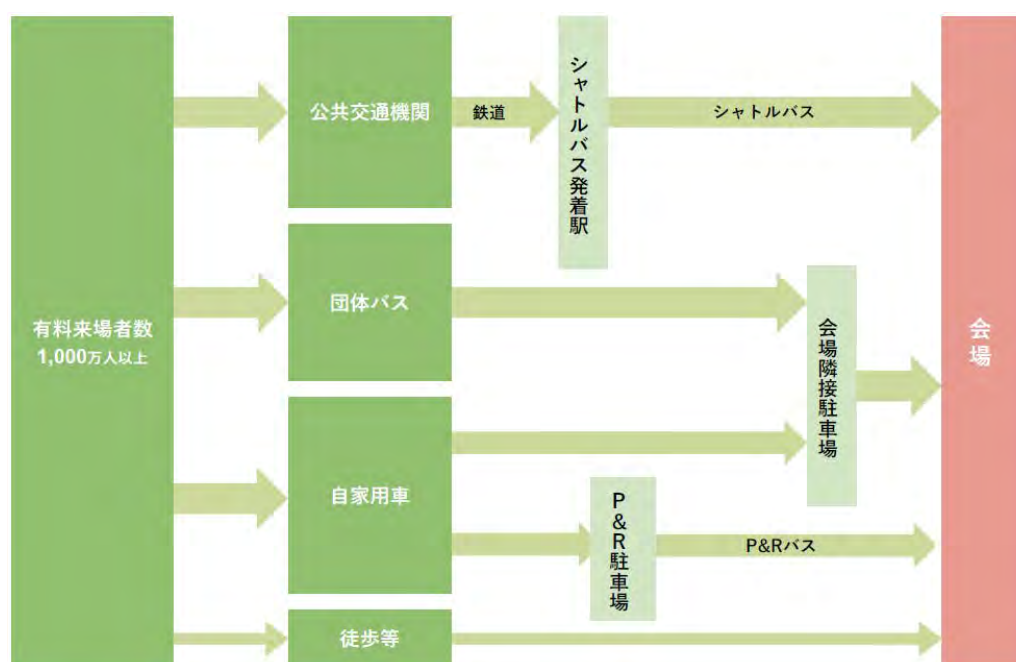 有料来場者数
1,000万人以上
公共交通機関
鉄道
シャトルバス発着駅
シャトルバス
団体バス
会場隣接駐車場
自家用車
P&R駐車場
P&Rバス
徒歩等
会場